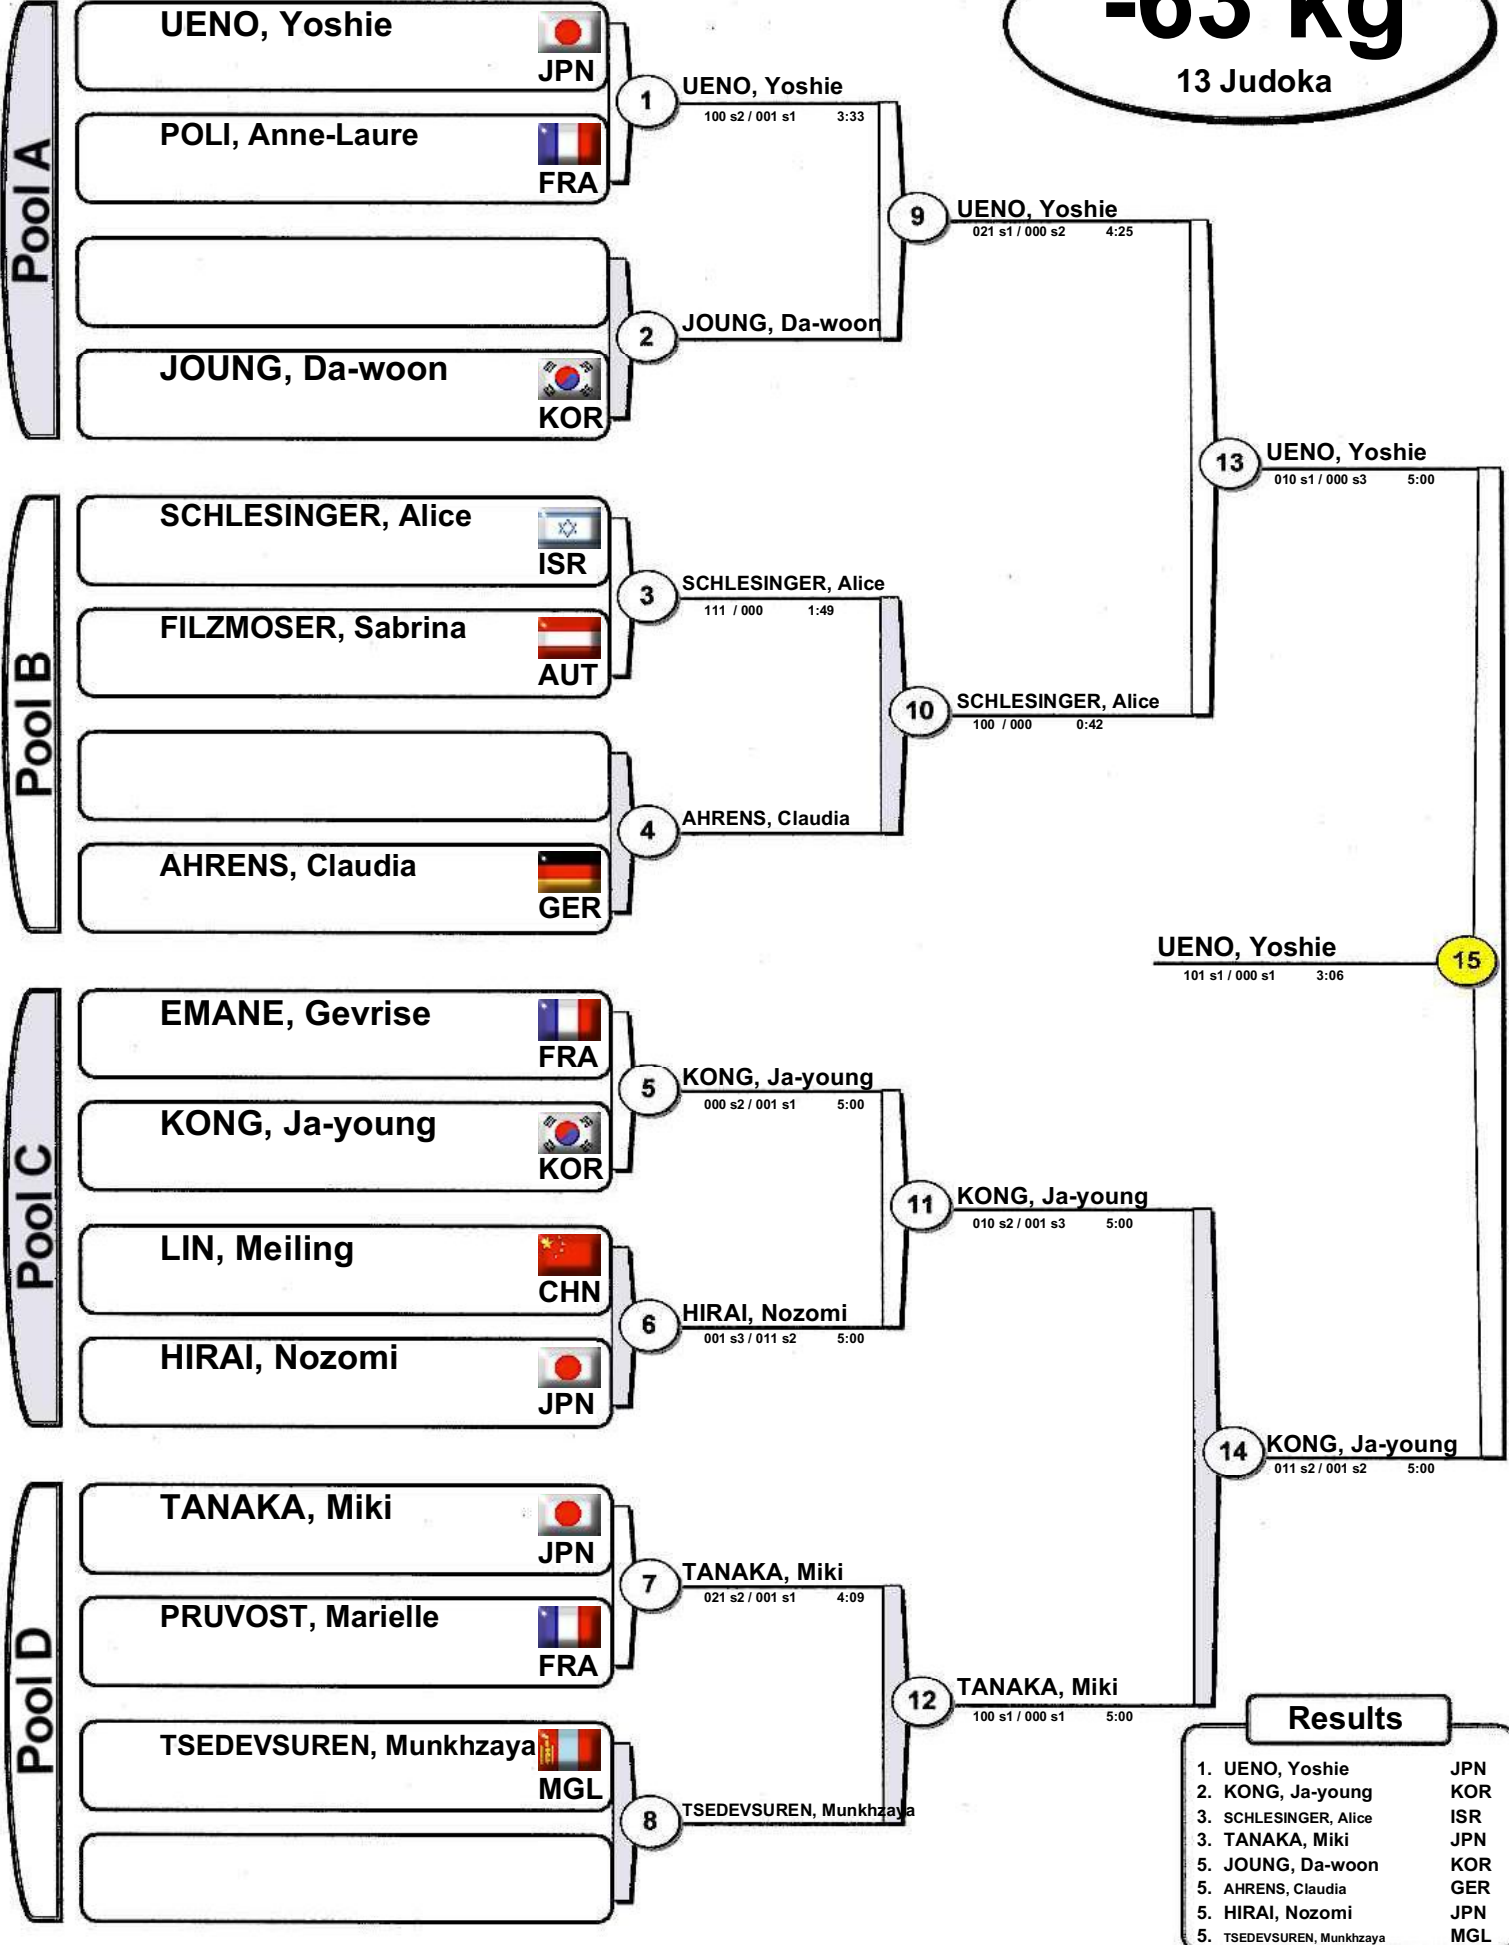 -63 kg
13 Judoka
Pool A
UENO, Yoshie
JPN
POLI, Anne-Laure
FRA
JOUNG, Da-woon
KOR
1
UENO, Yoshie
100 s2 / 001 s1 3:33
2
JOUNG, Da-woon
9
UENO, Yoshie
021 s1 / 000 s2 4:25
Pool B
SCHLESINGER, Alice
ISR
FILZMOSER, Sabrina
AUT
AHRENS, Claudia
GER
3
SCHLESINGER, Alice
111 / 000 1:49
4
AHRENS, Claudia
10
SCHLESINGER, Alice
100 / 000 0:42
13
UENO, Yoshie
010 s1 / 000 s3 5:00
UENO, Yoshie
101 s1 / 000 s1 3:06
15
Pool C
EMANE, Gevrise
FRA
KONG, Ja-young
KOR
LIN, Meiling
CHN
HIRAI, Nozomi
JPN
5
KONG, Ja-young
000 s2 / 001 s1 5:00
6
HIRAI, Nozomi
001 s3 / 011 s2 5:00
11
KONG, Ja-young
010 s2 / 001 s3 5:00
14
KONG, Ja-young
011 s2 / 001 s2 5:00
Pool D
TANAKA, Miki
JPN
PRUVOST, Marielle
FRA
TSEDEVSUREN, Munkhzaya
MGL
7
TANAKA, Miki
021 s2 / 001 s1 4:09
8
TSEDEVSUREN, Munkhzaya
12
TANAKA, Miki
100 s1 / 000 s1 5:00
Results
1. UENO, Yoshie JPN
2. KONG, Ja-young KOR
3. SCHLESINGER, Alice ISR
3. TANAKA, Miki JPN
5. JOUNG, Da-woon KOR
5. AHRENS, Claudia GER
5. HIRAI, Nozomi JPN
5. TSEDEVSUREN, Munkhzaya MGL